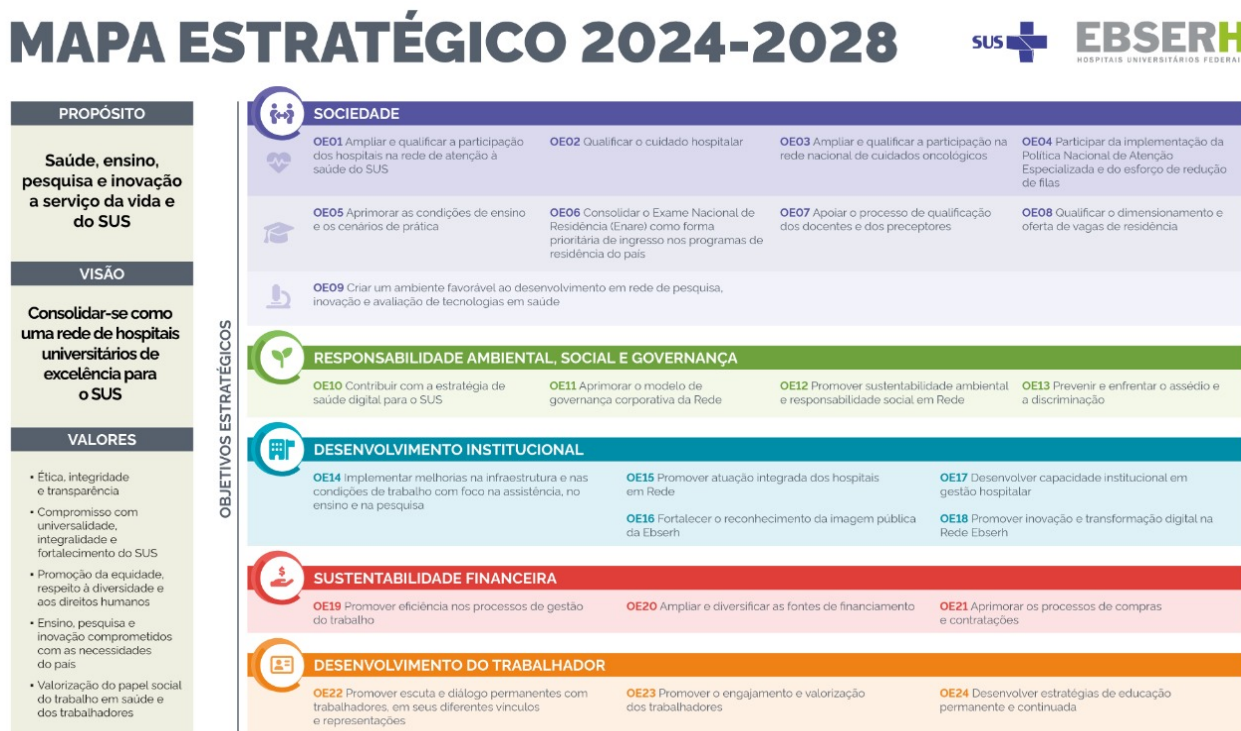 MAPA ESTRATÉGICO 2024-2028
SUS
EBSERH
HOSPITAIS UNIVERSITÁRIOS FEDERAIS
PROPÓSITO
Saúde, ensino,
pesquisa e inovação
a serviço da vida e
do SUS
VISÃO
Consolidar-se como
uma rede de hospitais
universitários de
excelência para
o SUS
VALORES
• Ética, integridade
e transparência
• Compromisso com
universalidade,
integralidade e
fortalecimento do SUS
• Promoção da equidade,
respeito à diversidade e
aos direitos humanos
• Ensino, pesquisa e
inovação comprometidos
com as necessidades
do país
• Valorização do papel social
do trabalho em saúde e
dos trabalhadores
OBJETIVOS ESTRATÉGICOS
SOCIEDADE
OE01 Ampliar e qualificar a participação
dos hospitais na rede de atenção à
saúde do SUS
OE02 Qualificar o cuidado hospitalar
OE03 Ampliar e qualificar a participação na
rede nacional de cuidados oncológicos
OE04 Participar da implementação da
Política Nacional de Atenção
Especializada e do esforço de redução
de filas
OE05 Aprimorar as condições de ensino
e os cenários de prática
OE06 Consolidar o Exame Nacional de
Residência (Enare) como forma
prioritária de ingresso nos programas de
residência do país
OE07 Apoiar o processo de qualificação
dos docentes e dos preceptores
OE08 Qualificar o dimensionamento e
oferta de vagas de residência
OE09 Criar um ambiente favorável ao desenvolvimento em rede de pesquisa,
inovação e avaliação de tecnologias em saúde
RESPONSABILIDADE AMBIENTAL, SOCIAL E GOVERNANÇA
OE10 Contribuir com a estratégia de
saúde digital para o SUS
OE11 Aprimorar o modelo de
governança corporativa da Rede
OE12 Promover sustentabilidade ambiental
e responsabilidade social em Rede
OE13 Prevenir e enfrentar o assédio e
a discriminação
DESENVOLVIMENTO INSTITUCIONAL
OE14 Implementar melhorias na infraestrutura e nas
condições de trabalho com foco na assistência, no
ensino e na pesquisa
OE15 Promover atuação integrada dos hospitais
em Rede
OE16 Fortalecer o reconhecimento da imagem pública
da Ebserh
OE17 Desenvolver capacidade institucional em
gestão hospitalar
OE18 Promover inovação e transformação digital na
Rede Ebserh
SUSTENTABILIDADE FINANCEIRA
OE19 Promover eficiência nos processos de gestão
do trabalho
OE20 Ampliar e diversificar as fontes de financiamento
OE21 Aprimorar os processos de compras
e contratações
DESENVOLVIMENTO DO TRABALHADOR
OE22 Promover escuta e diálogo permanentes com
trabalhadores, em seus diferentes vínculos
e representações
OE23 Promover o engajamento e valorização
dos trabalhadores
OE24 Desenvolver estratégias de educação
permanente e continuada